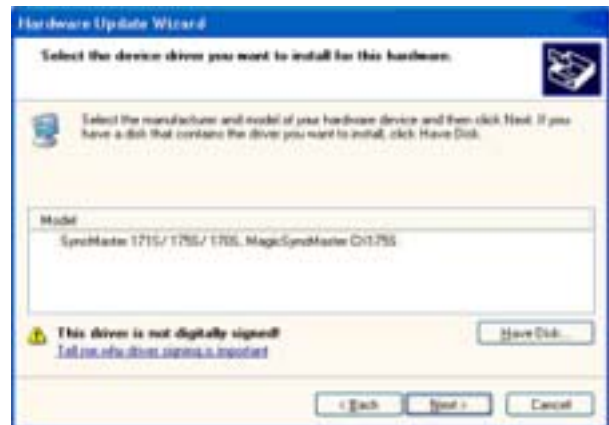 Hardware Update Wizard
Select the device driver you want to install for this hardware.
Select the manufacturer and model of your hardware device and then click Next. If you
have a disk that contains the driver you want to install, click Have Disk.
Model
SyncMaster 171S/ 175S/ 170S, MagicSyncMaster CX175S
This driver is not digitally signed!
Tell me why driver signing is important
Have Disk...
< Back
Next >
Cancel